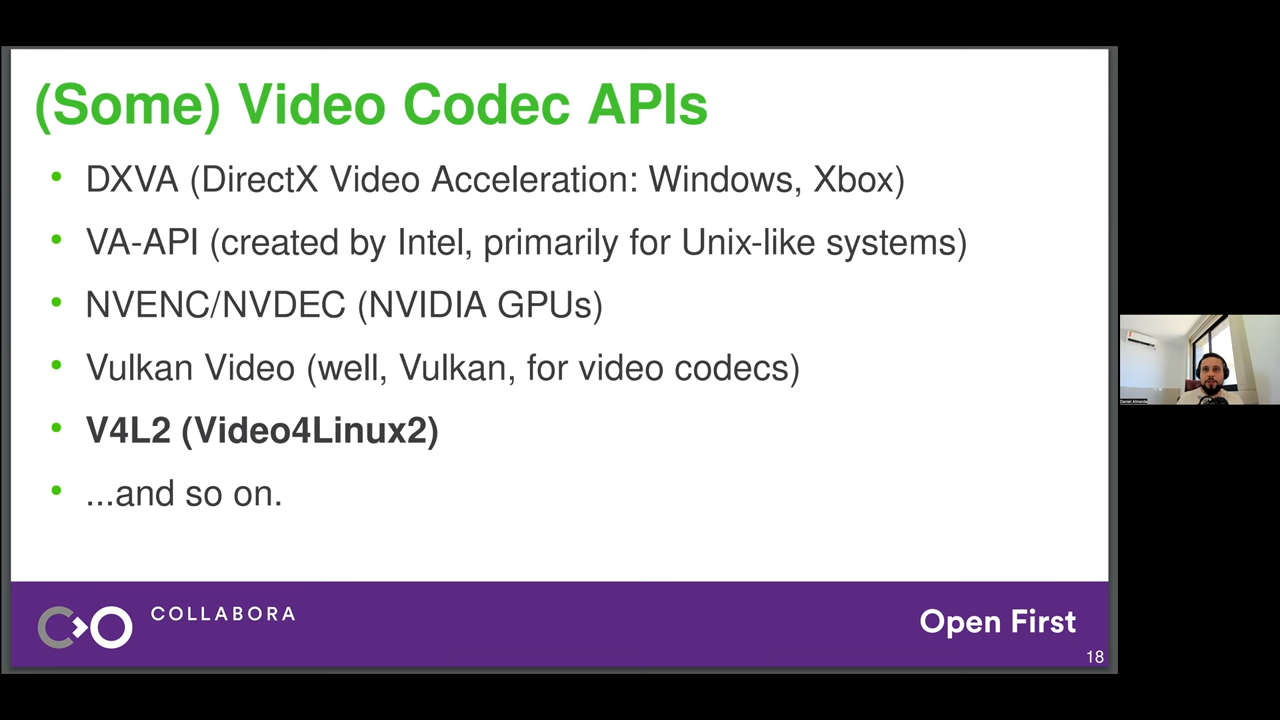 (Some) Video Codec APIs
• DXVA (DirectX Video Acceleration: Windows, Xbox)
• VA-API (created by Intel, primarily for Unix-like systems)
• NVENC/NVDEC (NVIDIA GPUs)
• Vulkan Video (well, Vulkan, for video codecs)
• V4L2 (Video4Linux2)
• ...and so on.
COLLABORA
Open First
18
Daniel Almeida